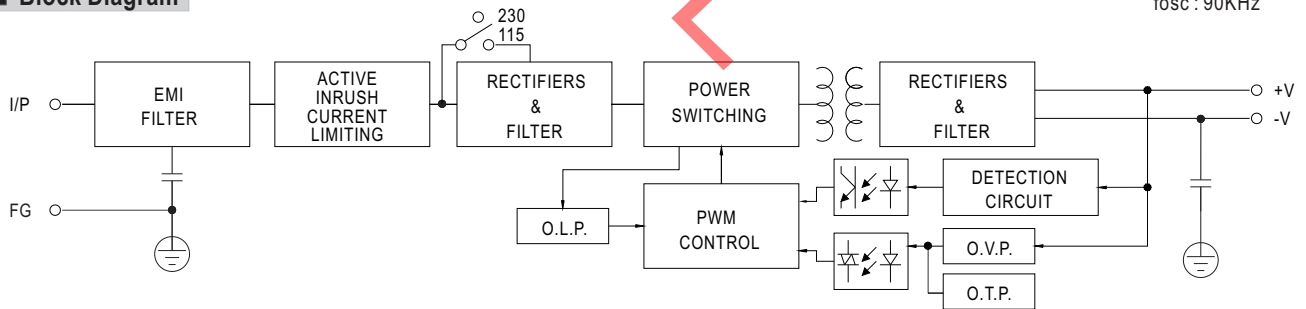 Block Diagram
fosc : 90KHz
230
115
I/P
EMI
FILTER
ACTIVE
INRUSH
CURRENT
LIMITING
RECTIFIERS
&
FILTER
POWER
SWITCHING
RECTIFIERS
&
FILTER
+V
-V
FG
O.L.P.
PWM
CONTROL
DETECTION
CIRCUIT
O.V.P.
O.T.P.